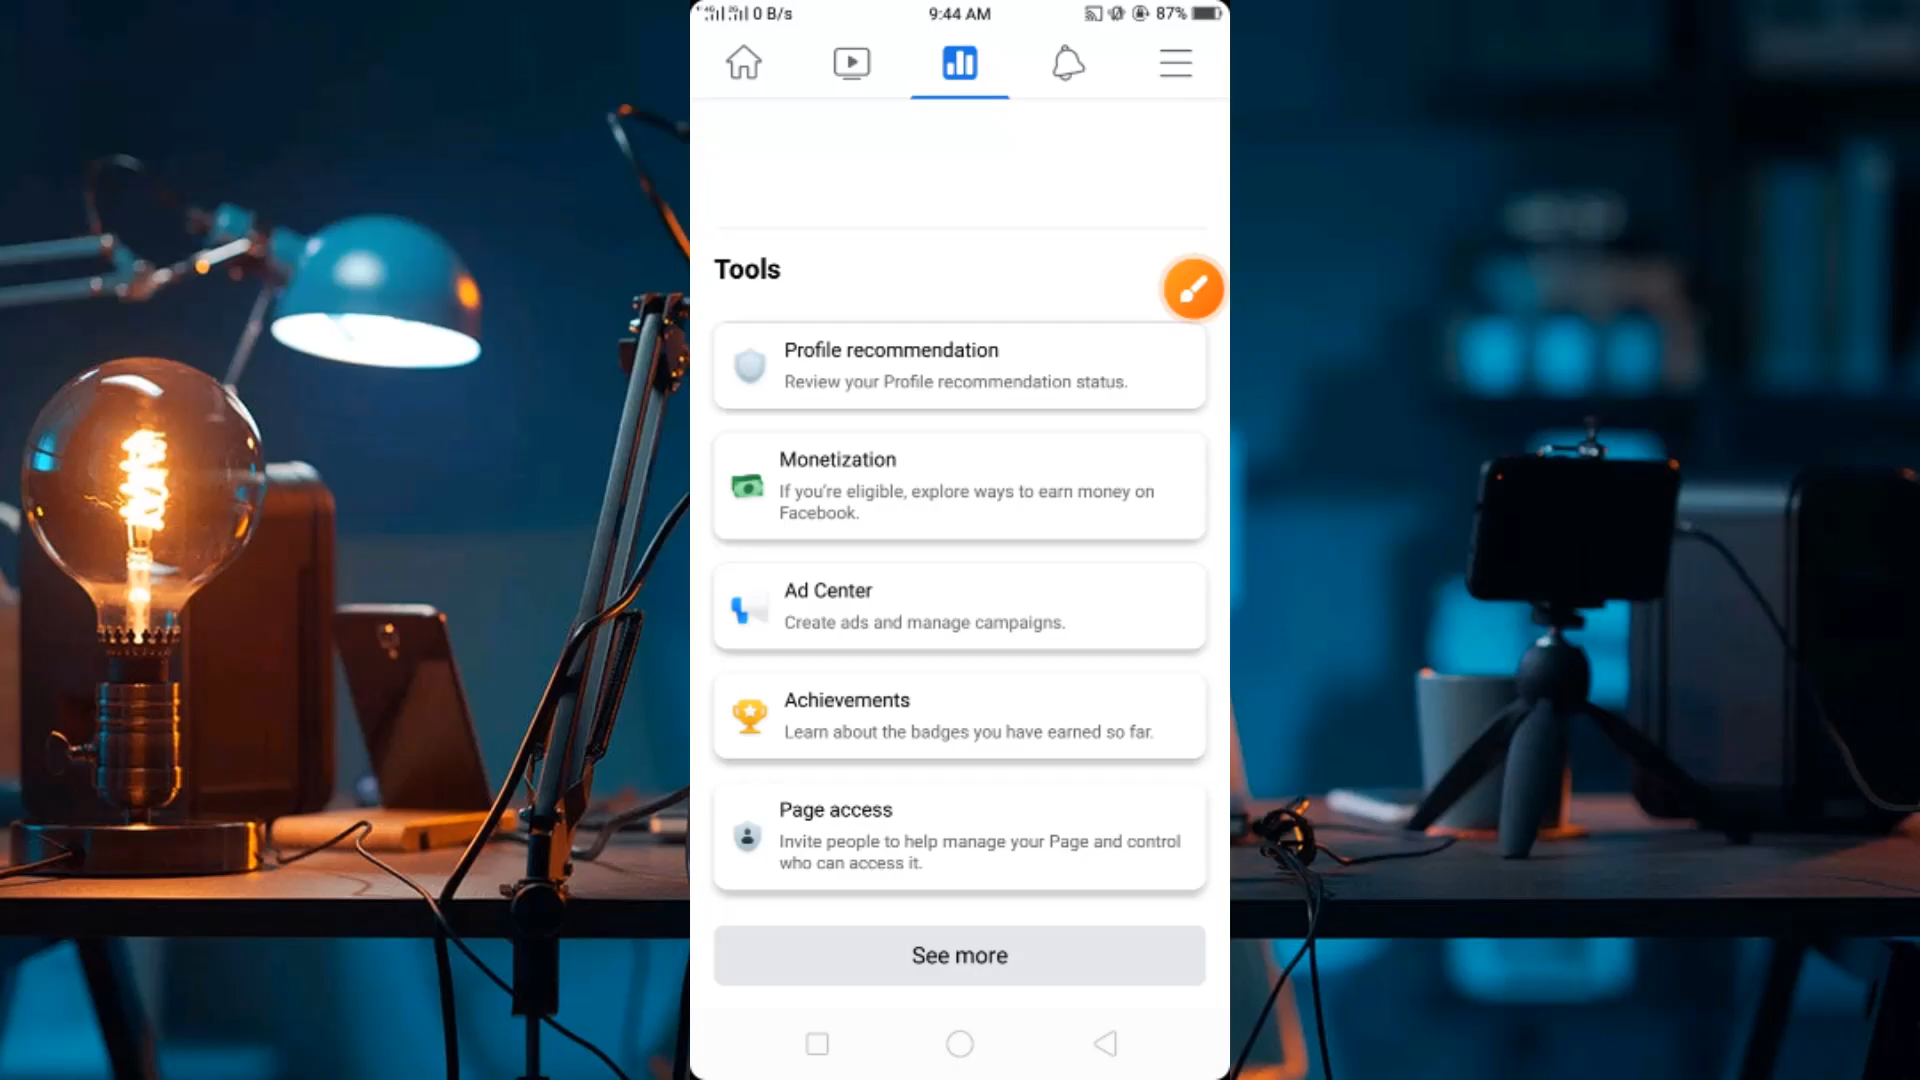 0 B/s
9:44 AM
87%
Tools
Profile recommendation
Review your Profile recommendation status.
Monetization
If you're eligible, explore ways to earn money on
Facebook.
Ad Center
Create ads and manage campaigns.
Achievements
Learn about the badges you have earned so far.
Page access
Invite people to help manage your Page and control
who can access it.
See more